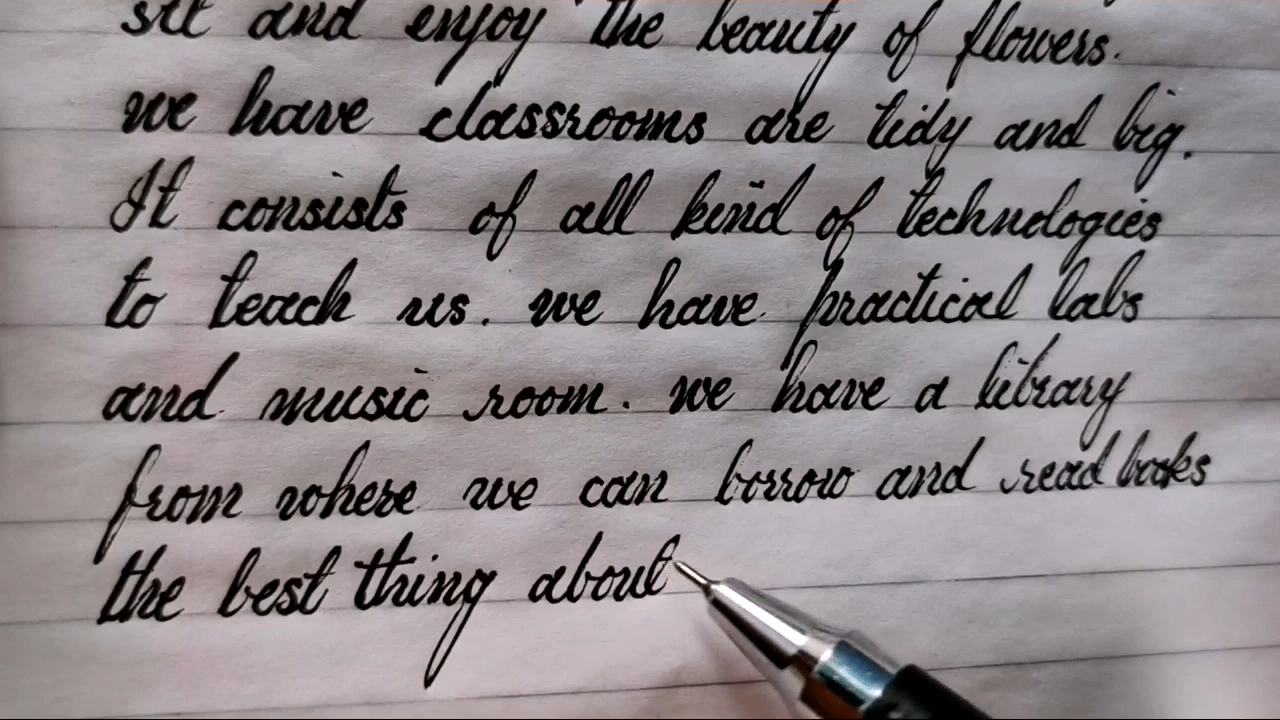 sit and enjoy the beauty of flowers.
we have classrooms are tidy and big.
It consists of all kind of technologies
to teach us. we have practical labs
and music room. we have a library
from where we can borrow and read books
the best thing about